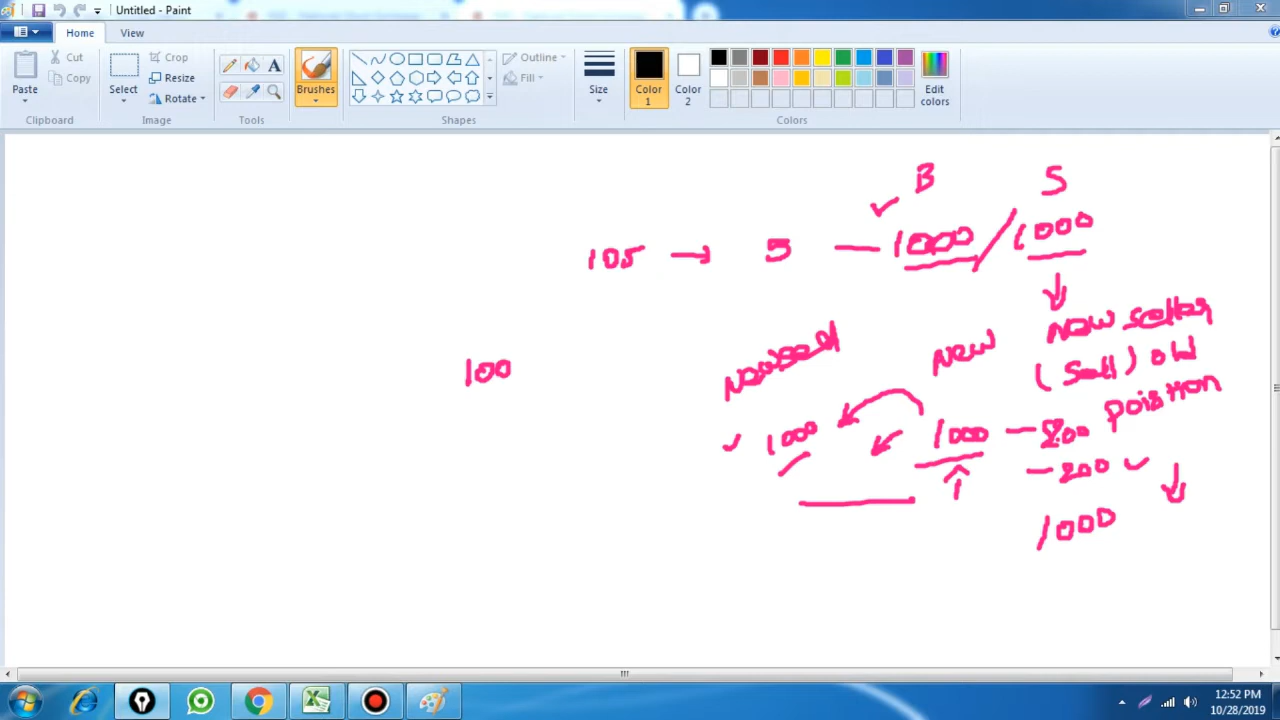 Untitled - Paint
Home View
Paste Cut Copy
Clipboard
Select Crop Resize Rotate
Image
A
Tools
Brushes
Outline Fill
Shapes
Size
Color 1
Color 2
Edit colors
Colors
B S
105 → 5 — 1000 / 1000
New seller
(Sell) old
position
New
100
1000 1000 — 200
— 200
1000
12:52 PM
10/28/2019